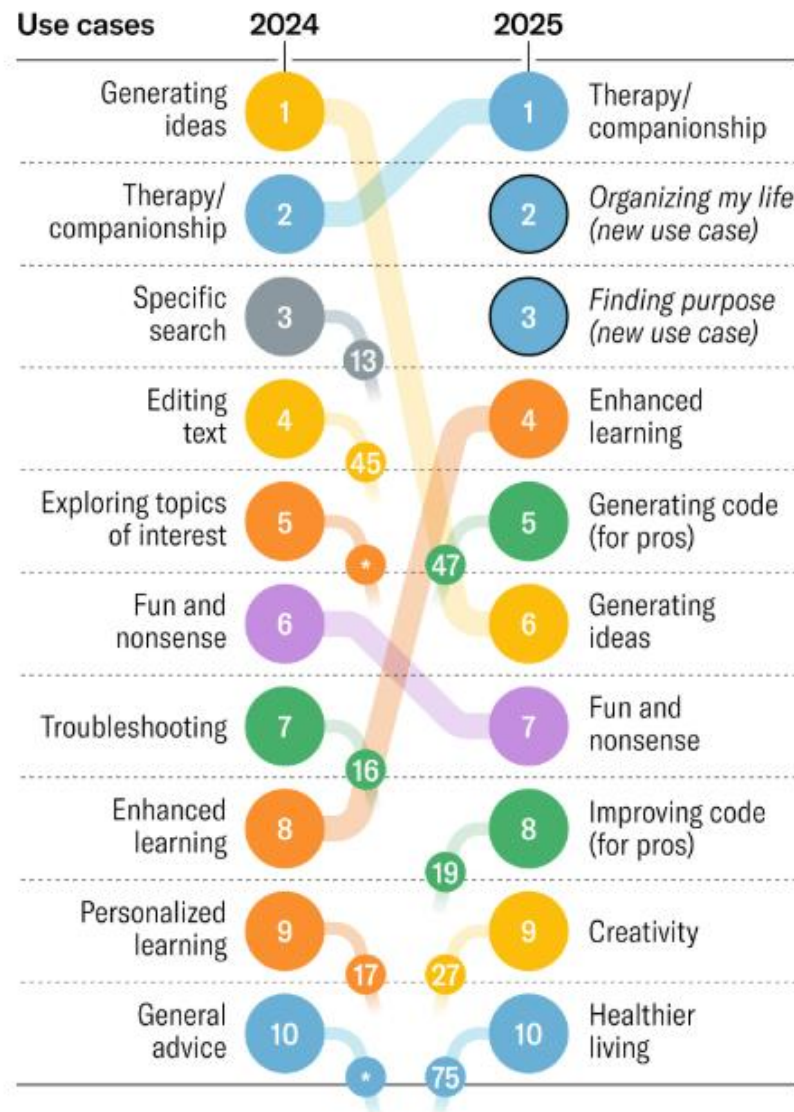 Use cases 2024 2025
Generating
ideas
1
1
Therapy/
companionship
Therapy/
companionship
2
2
Organizing my life
(new use case)
Specific
search
3
13
3
Finding purpose
(new use case)
Editing
text
4
45
4
Enhanced
learning
Exploring topics
of interest
5
*
47
5
Generating code
(for pros)
Fun and
nonsense
6
6
Generating
ideas
Troubleshooting
7
16
7
Fun and
nonsense
Enhanced
learning
8
19
8
Improving code
(for pros)
Personalized
learning
9
17
27
9
Creativity
General
advice
10
*
75
10
Healthier
living